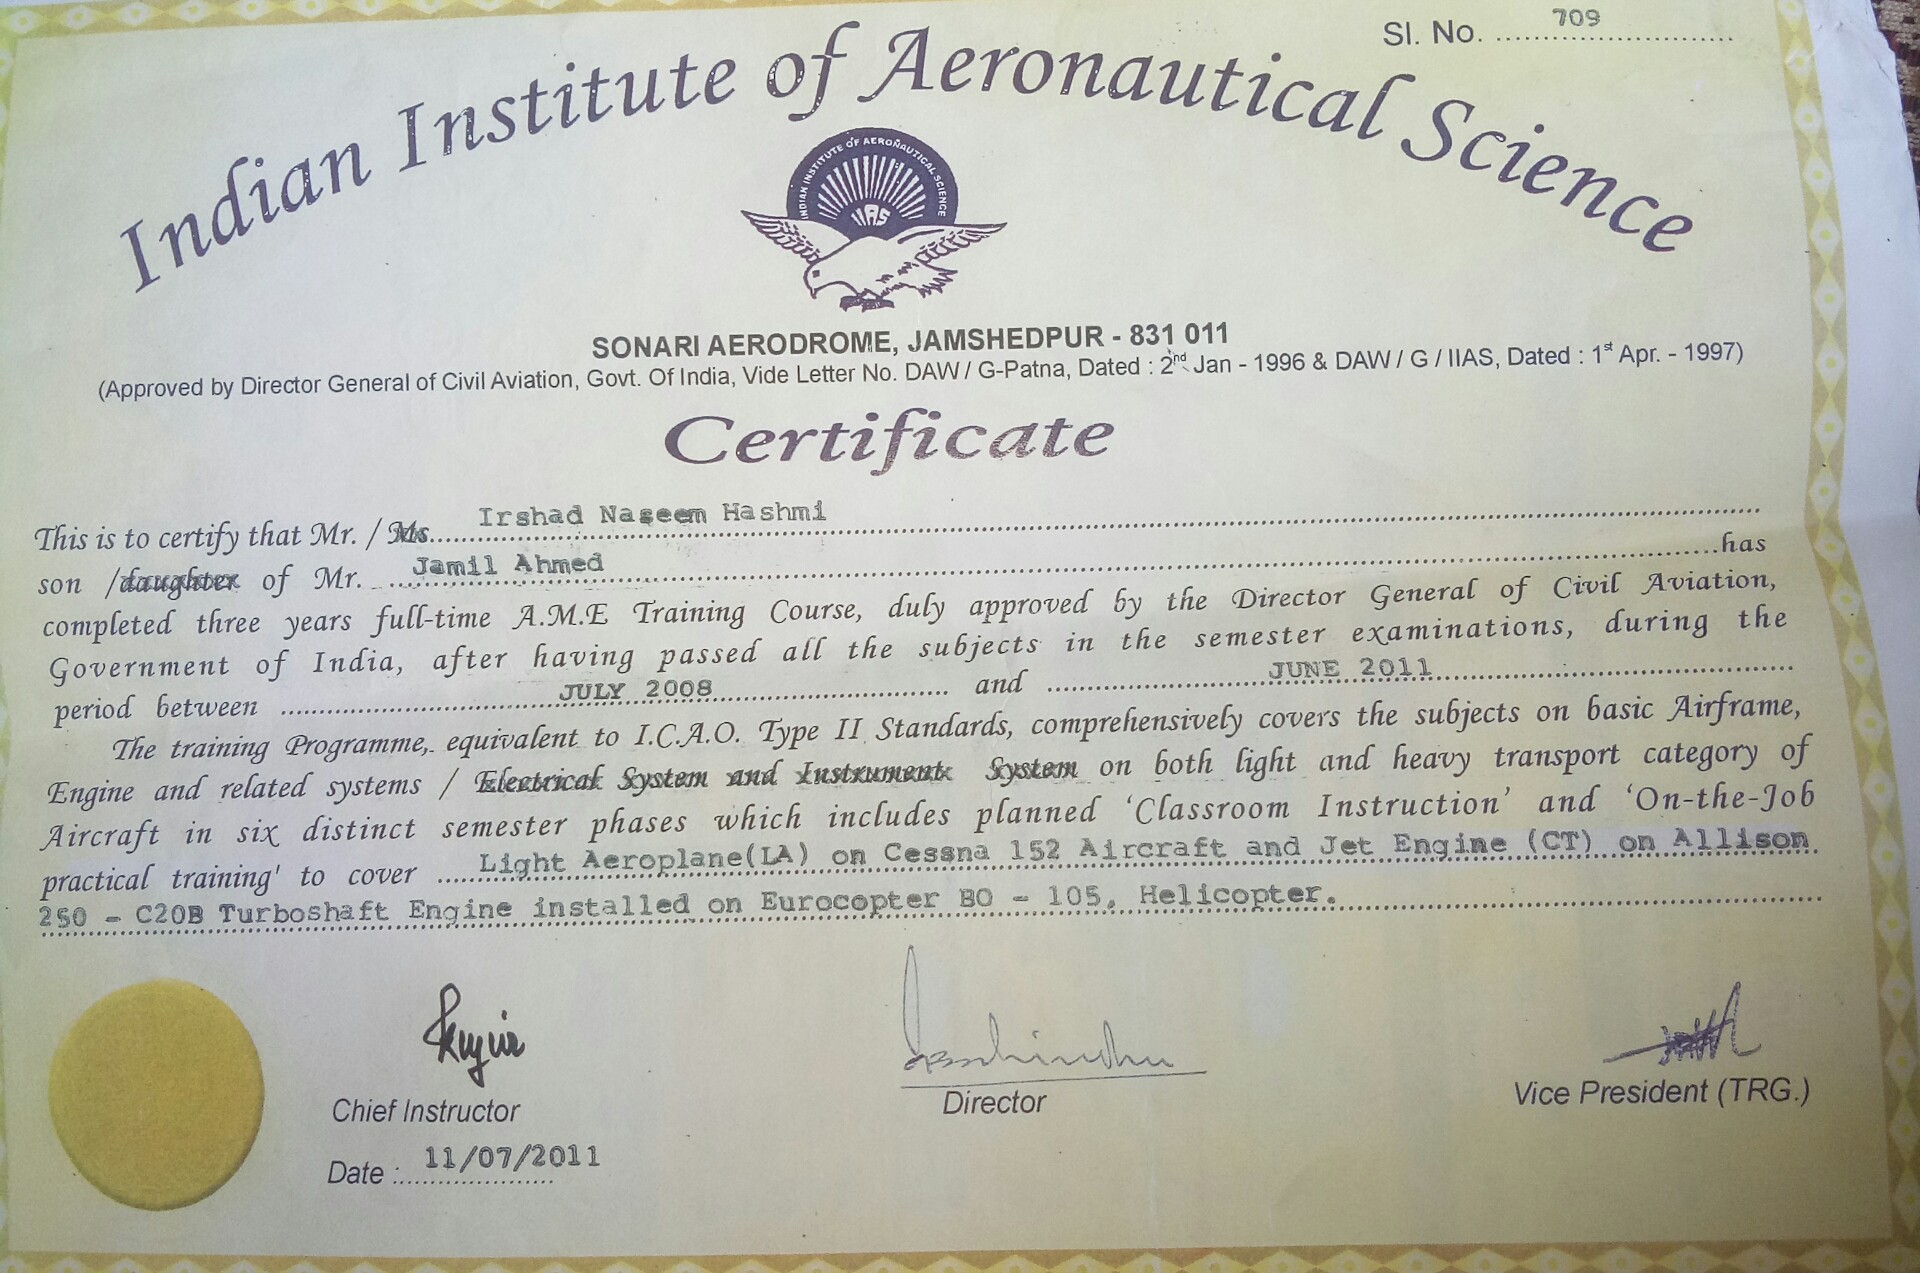 Sl. No. 709
Indian Institute of Aeronautical Science
INDIAN INSTITUTE OF AERONAUTICAL SCIENCE
IIAS
SONARI AERODROME, JAMSHEDPUR - 831 011
(Approved by Director General of Civil Aviation, Govt. Of India, Vide Letter No. DAW / G-Patna, Dated : 2nd Jan - 1996 & DAW / G / IIAS, Dated : 1st Apr. - 1997)
Certificate
This is to certify that Mr. / Ms. Irshad Naseem Hashmi
son / daughter of Mr. Jamil Ahmed has
completed three years full-time A.M.E Training Course, duly approved by the Director General of Civil Aviation,
Government of India, after having passed all the subjects in the semester examinations, during the
period between JULY 2008 and JUNE 2011
The training Programme, equivalent to I.C.A.O. Type II Standards, comprehensively covers the subjects on basic Airframe,
Engine and related systems / Electrical System and Instrument System on both light and heavy transport category of
Aircraft in six distinct semester phases which includes planned 'Classroom Instruction' and 'On-the-Job
practical training' to cover Light Aeroplane(LA) on Cessna 152 Aircraft and Jet Engine (CT) on Allison
250 - C20B Turboshaft Engine installed on Eurocopter BO - 105, Helicopter.
Chief Instructor
Director
Vice President (TRG.)
Date : 11/07/2011